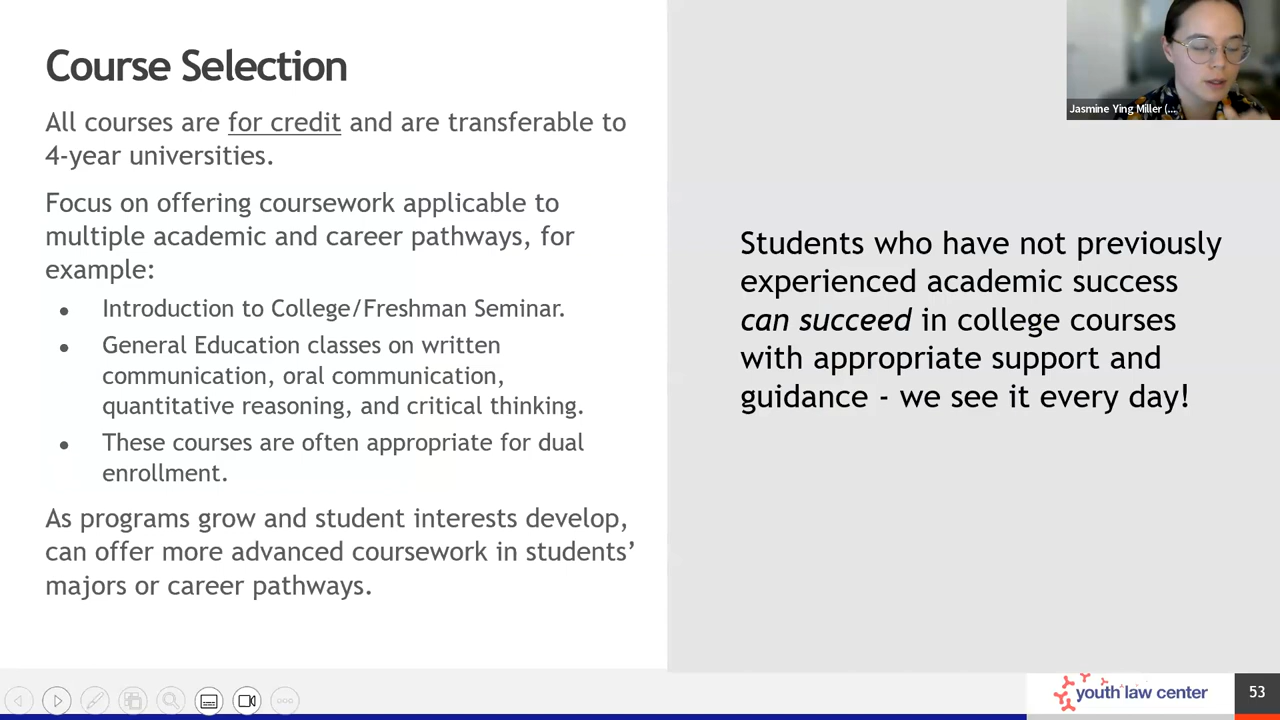 Course Selection
All courses are for credit and are transferable to
4-year universities.
Focus on offering coursework applicable to
multiple academic and career pathways, for
example:
● Introduction to College/Freshman Seminar.
● General Education classes on written
communication, oral communication,
quantitative reasoning, and critical thinking.
● These courses are often appropriate for dual
enrollment.
As programs grow and student interests develop,
can offer more advanced coursework in students’
majors or career pathways.
Jasmine Ying Miller (...
Students who have not previously
experienced academic success
can succeed in college courses
with appropriate support and
guidance - we see it every day!
youth law center
53